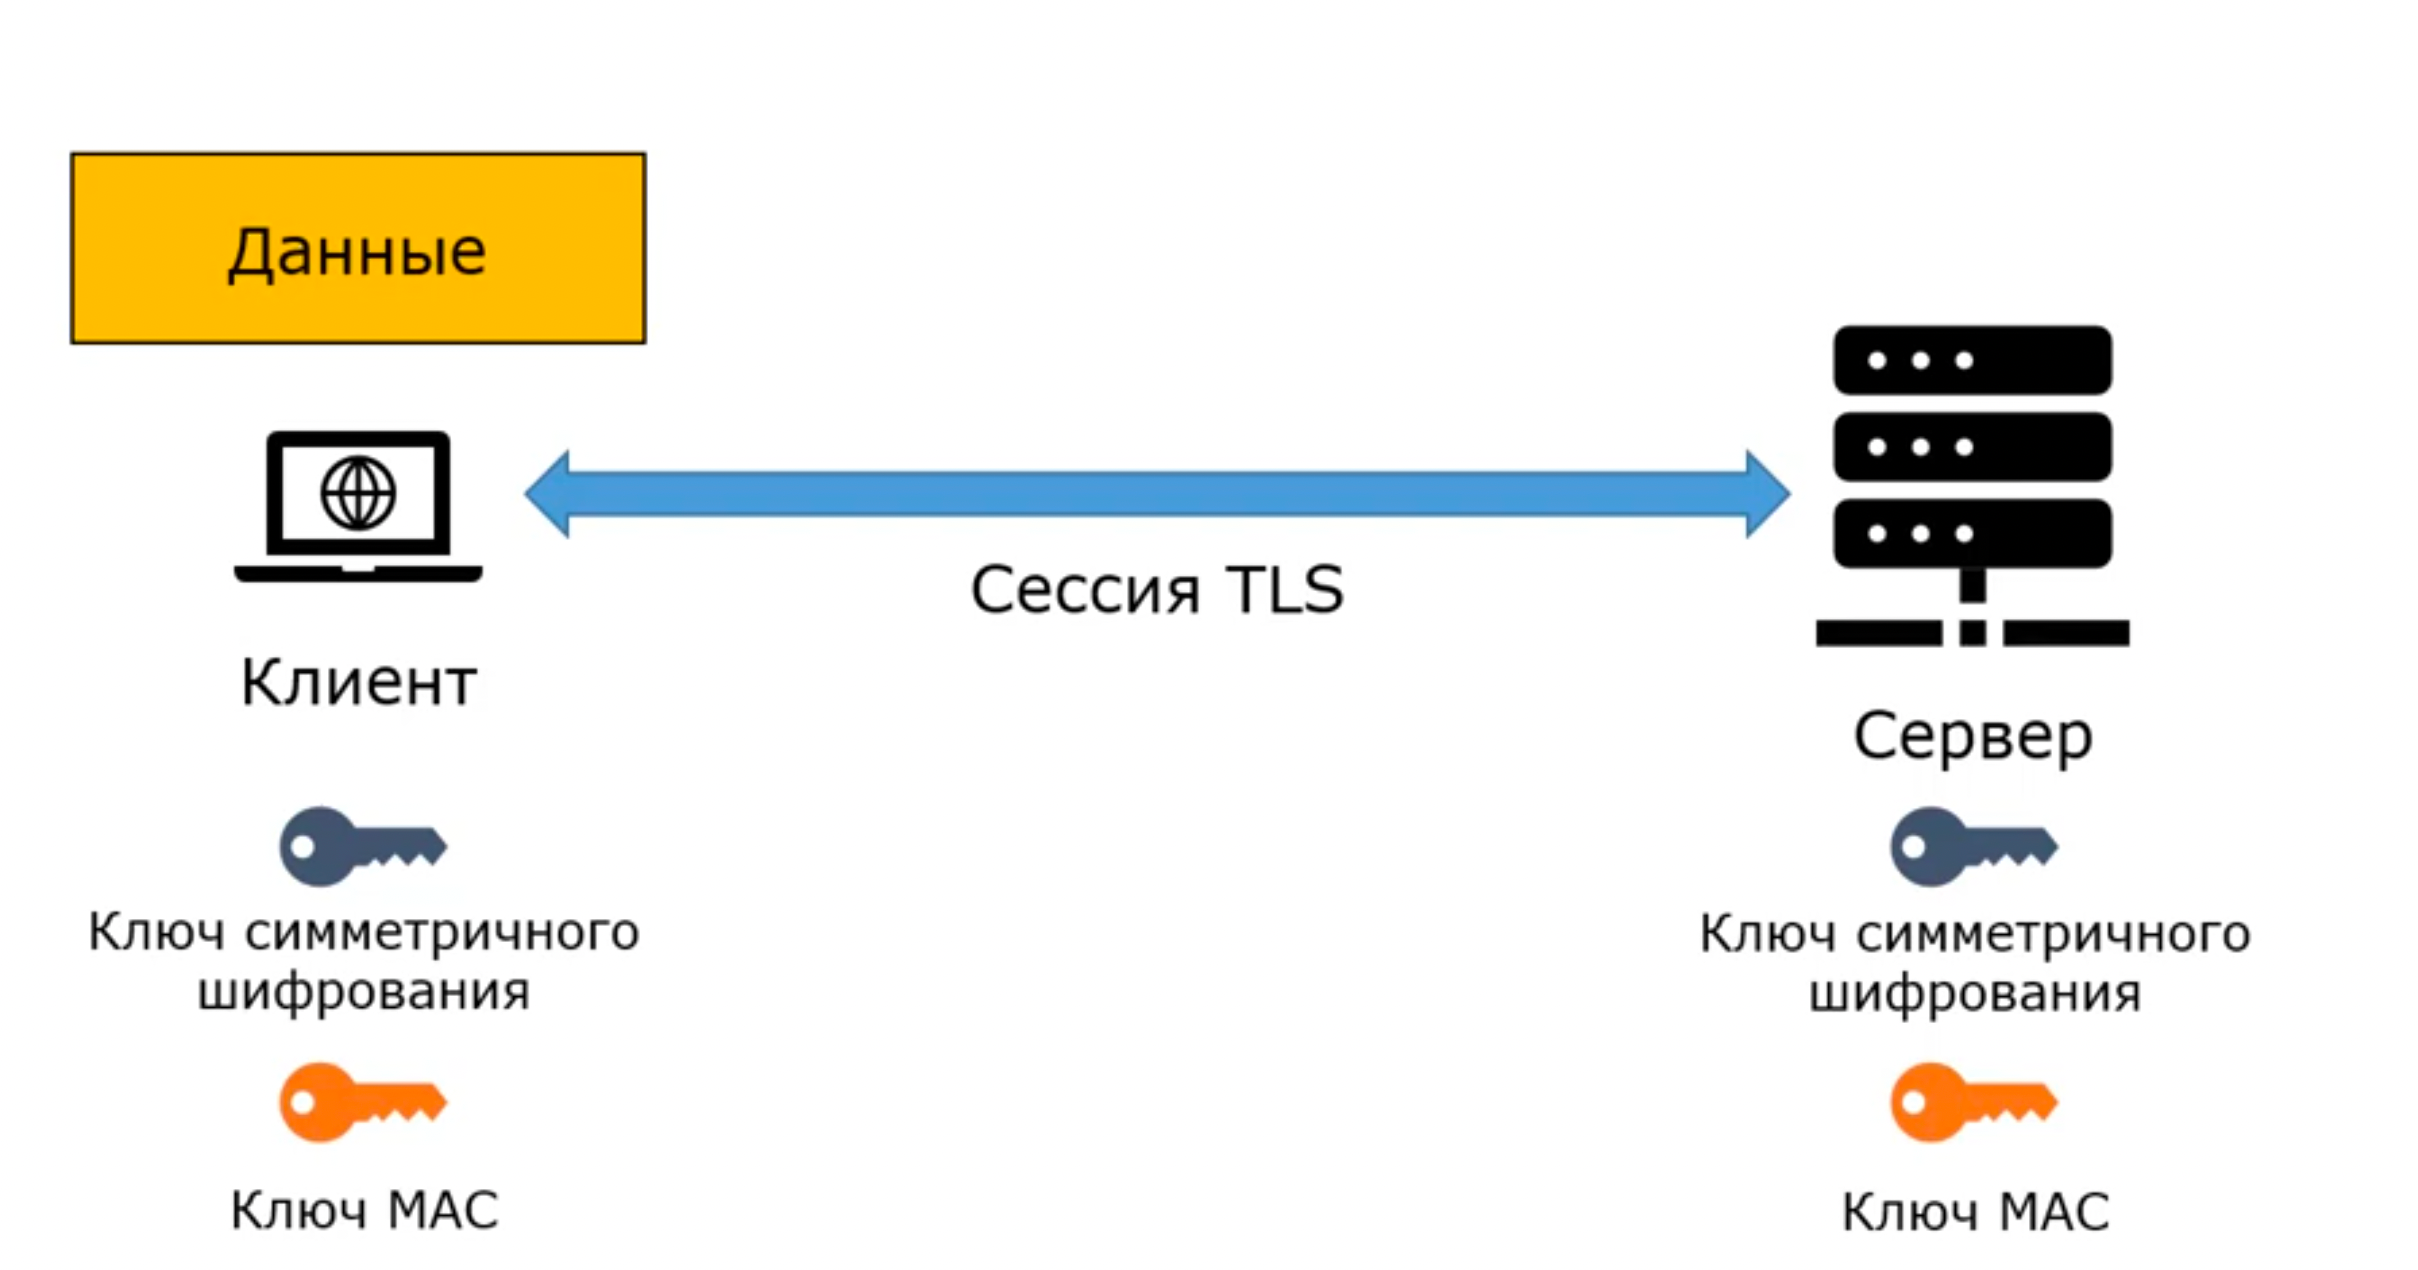 Данные
Сессия TLS
Клиент
Сервер
Ключ симметричного
шифрования
Ключ симметричного
шифрования
Ключ MAC
Ключ MAC